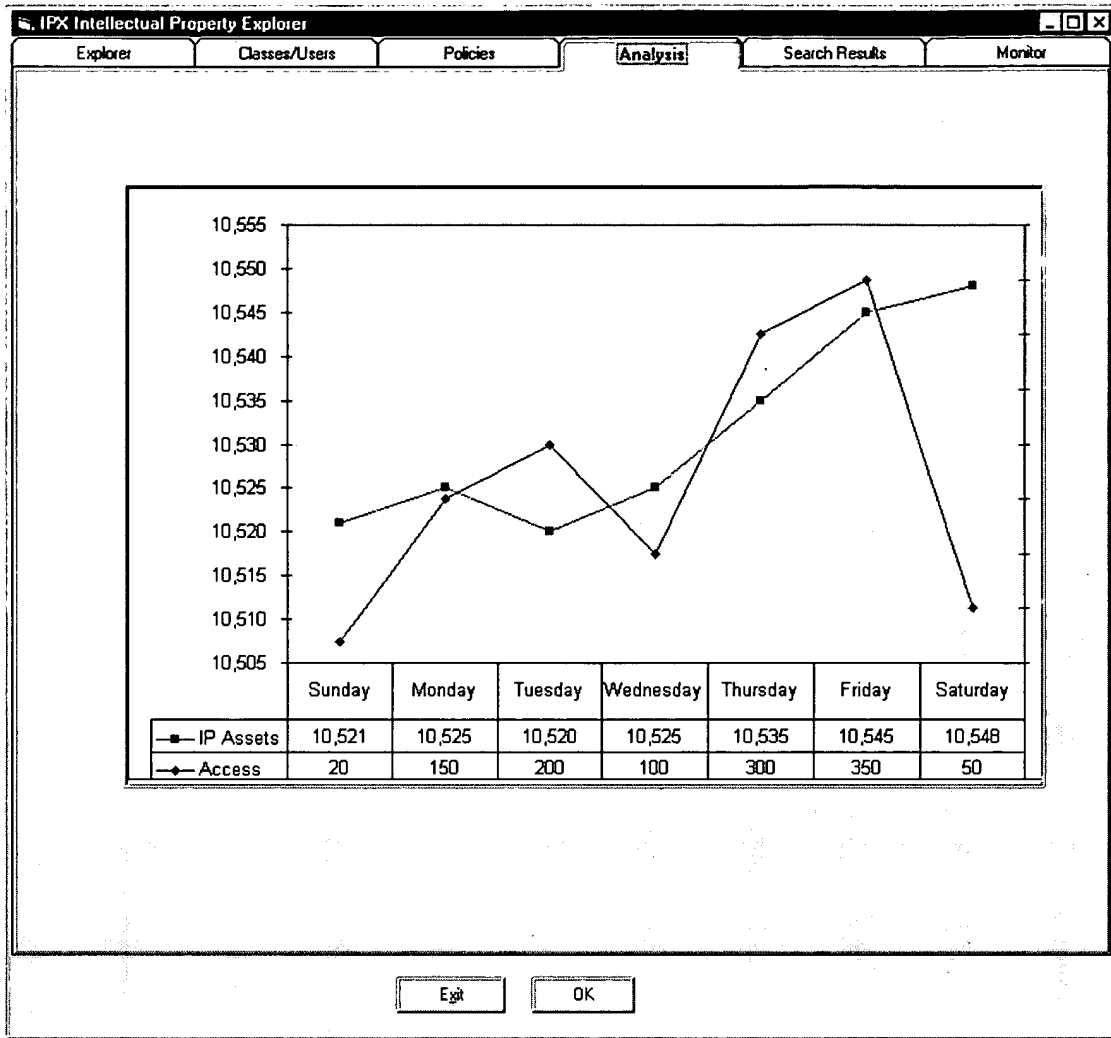 IPX Intellectual Property Explorer
Explorer Classes/Users Policies Analysis Search Results Monitor
10,555
10,550
10,545
10,540
10,535
10,530
10,525
10,520
10,515
10,510
10,505
Sunday Monday Tuesday Wednesday Thursday Friday Saturday
IP Assets 10,521 10,525 10,520 10,525 10,535 10,545 10,548
Access 20 150 200 100 300 350 50
Exit OK